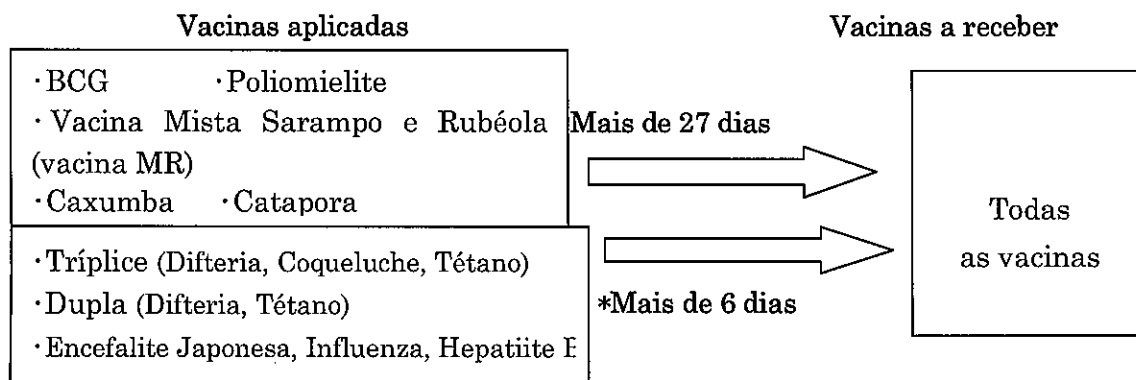 Vacinas aplicadas
Vacinas a receber
·BCG ·Poliomielite
·Vacina Mista Sarampo e Rubéola
(vacina MR)
·Caxumba ·Catapora
Mais de 27 dias
·Tríplice (Difteria, Coqueluche, Tétano)
·Dupla (Difteria, Tétano)
·Encefalite Japonesa, Influenza, Hepatiite
*Mais de 6 dias
Todas
as vacinas